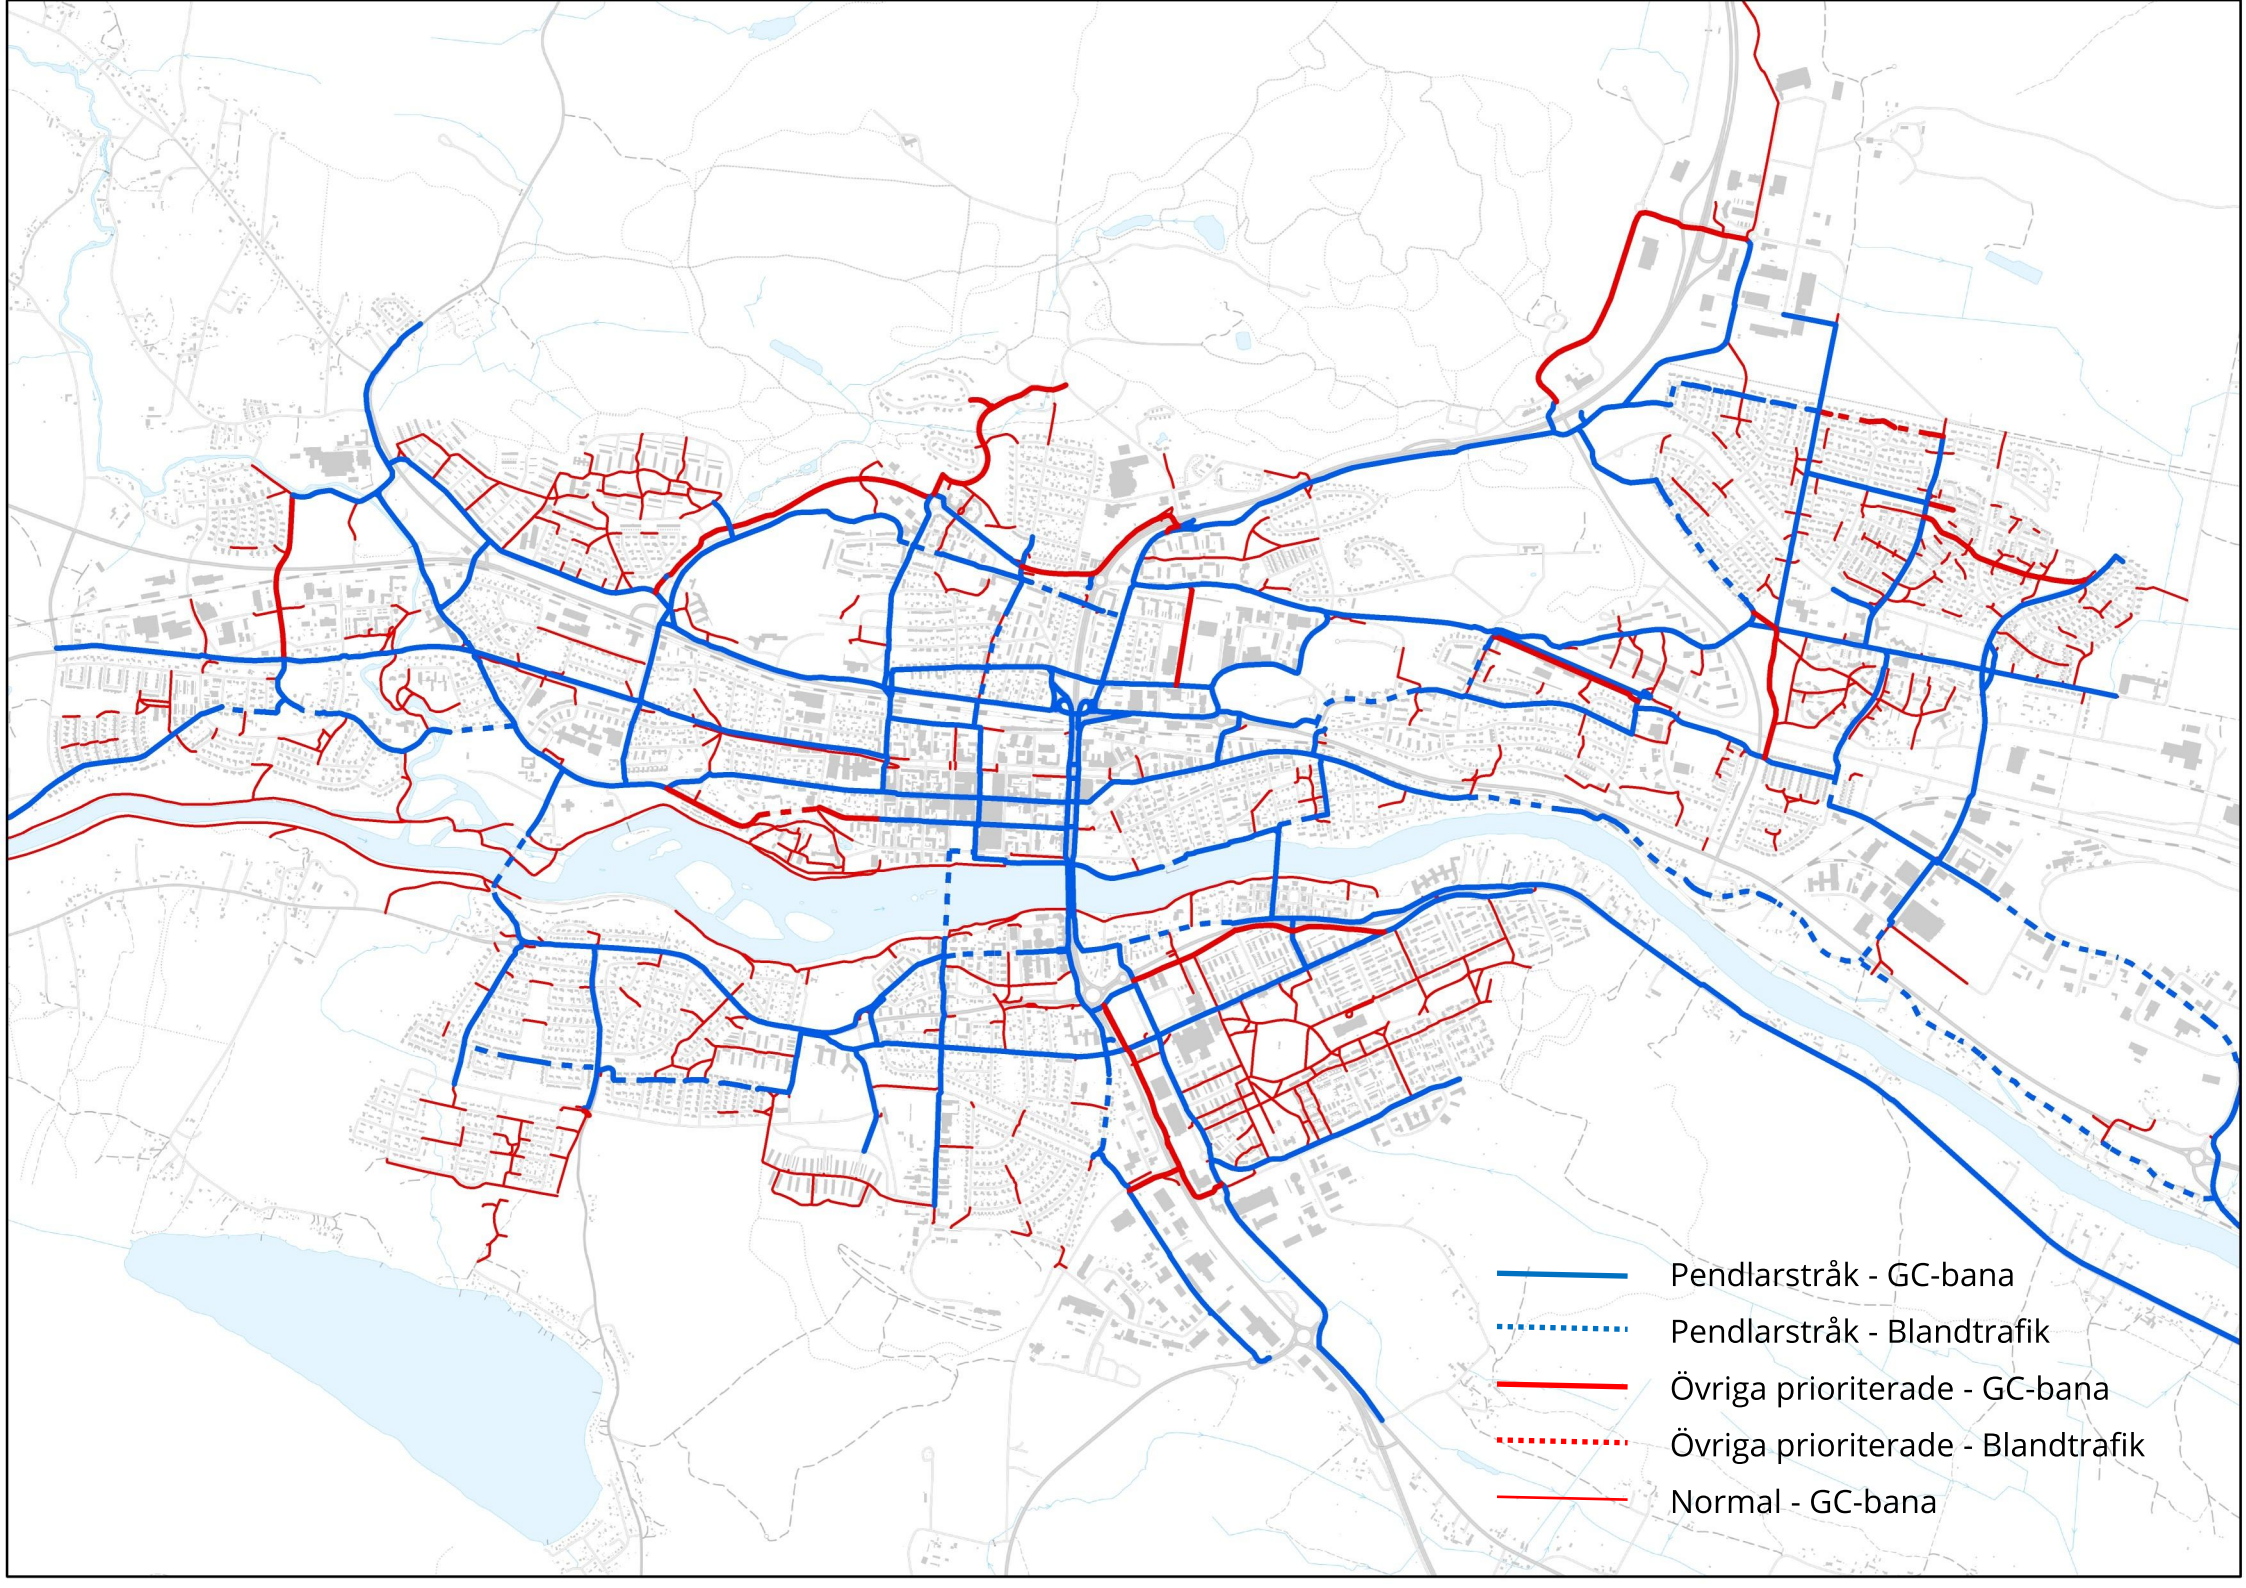 Pendlarstråk - GC-bana
Pendlarstråk - Blandtrafik
Övriga prioriterade - GC-bana
Övriga prioriterade - Blandtrafik
Normal - GC-bana